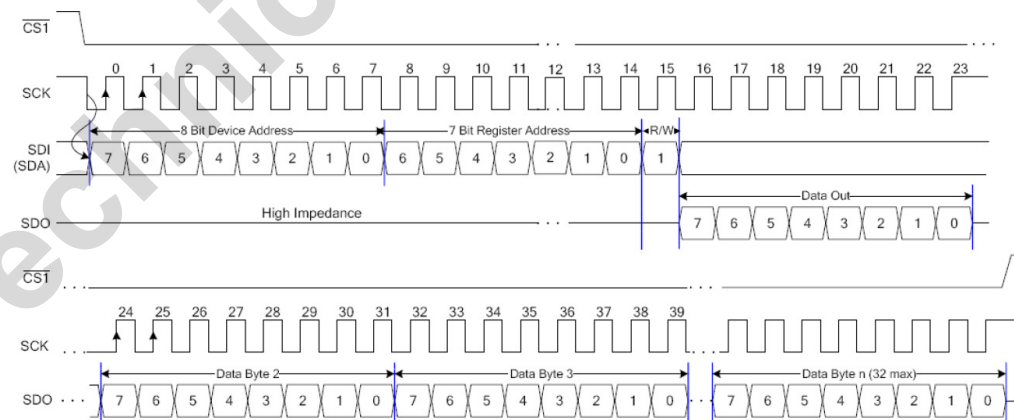 CS1
0 1 2 3 4 5 6 7 8 9 10 11 12 13 14 15 16 17 18 19 20 21 22 23
SCK
8 Bit Device Address 7 Bit Register Address R/W
SDI
(SDA)
7 6 5 4 3 2 1 0 6 5 4 3 2 1 0 1
Data Out
High Impedance
SDO
7 6 5 4 3 2 1 0
CS1
24 25 26 27 28 29 30 31 32 33 34 35 36 37 38 39
SCK
Data Byte 2 Data Byte 3 Data Byte n (32 max)
SDO 7 6 5 4 3 2 1 0 7 6 5 4 3 2 1 0 7 6 5 4 3 2 1 0